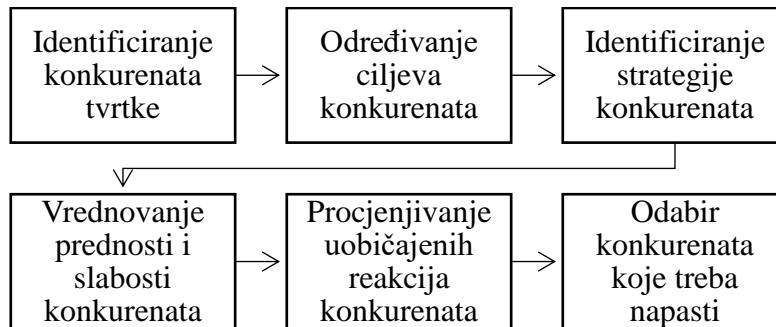 Identificiranje
konkurenata
tvrtke
Određivanje
ciljeva
konkurenata
Identificiranje
strategije
konkurenata
Vrednovanje
prednosti i
slabosti
konkurenata
Procjenjivanje
uobičajenih
reakcija
konkurenata
Odabir
konkurenata
koje treba
napasti